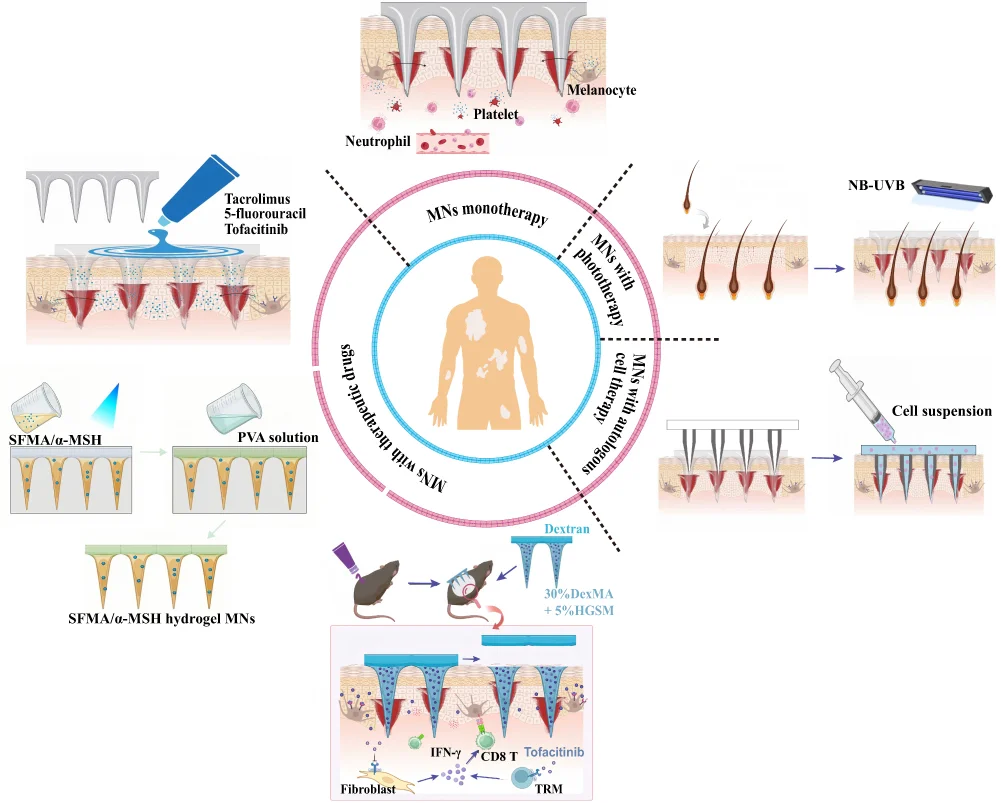 Melanocyte
Platelet
Neutrophil
Tacrolimus
5-fluorouracil
Tofacitinib
NB-UVB
MNs monotherapy
MNs with
phototherapy
MNs with autologous
cell therapy
MNs with therapeutic drugs
SFMA/α-MSH
PVA solution
SFMA/α-MSH hydrogel MNs
Cell suspension
Dextran
30%DexMA
+ 5%HGSM
IFN-γ
CD8 T
Tofacitinib
Fibroblast
TRM